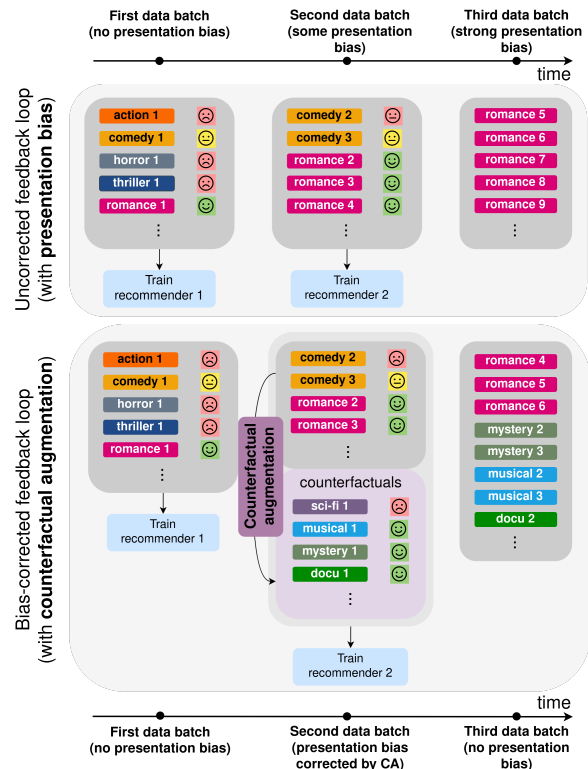 First data batch
(no presentation bias)
Second data batch
(some presentation
bias)
Third data batch
(strong presentation
bias)
time
Uncorrected feedback loop
(with presentation bias)
action 1
comedy 1
horror 1
thriller 1
romance 1
Train
recommender 1
comedy 2
comedy 3
romance 2
romance 3
romance 4
Train
recommender 2
romance 5
romance 6
romance 7
romance 8
romance 9
Bias-corrected feedback loop
(with counterfactual augmentation)
action 1
comedy 1
horror 1
thriller 1
romance 1
Train
recommender 1
Counterfactual
augmentation
comedy 2
comedy 3
romance 2
romance 3
counterfactuals
sci-fi 1
musical 1
mystery 1
docu 1
Train
recommender 2
romance 4
romance 5
romance 6
mystery 2
mystery 3
musical 2
musical 3
docu 2
time
First data batch
(no presentation bias)
Second data batch
(presentation bias
corrected by CA)
Third data batch
(no presentation
bias)